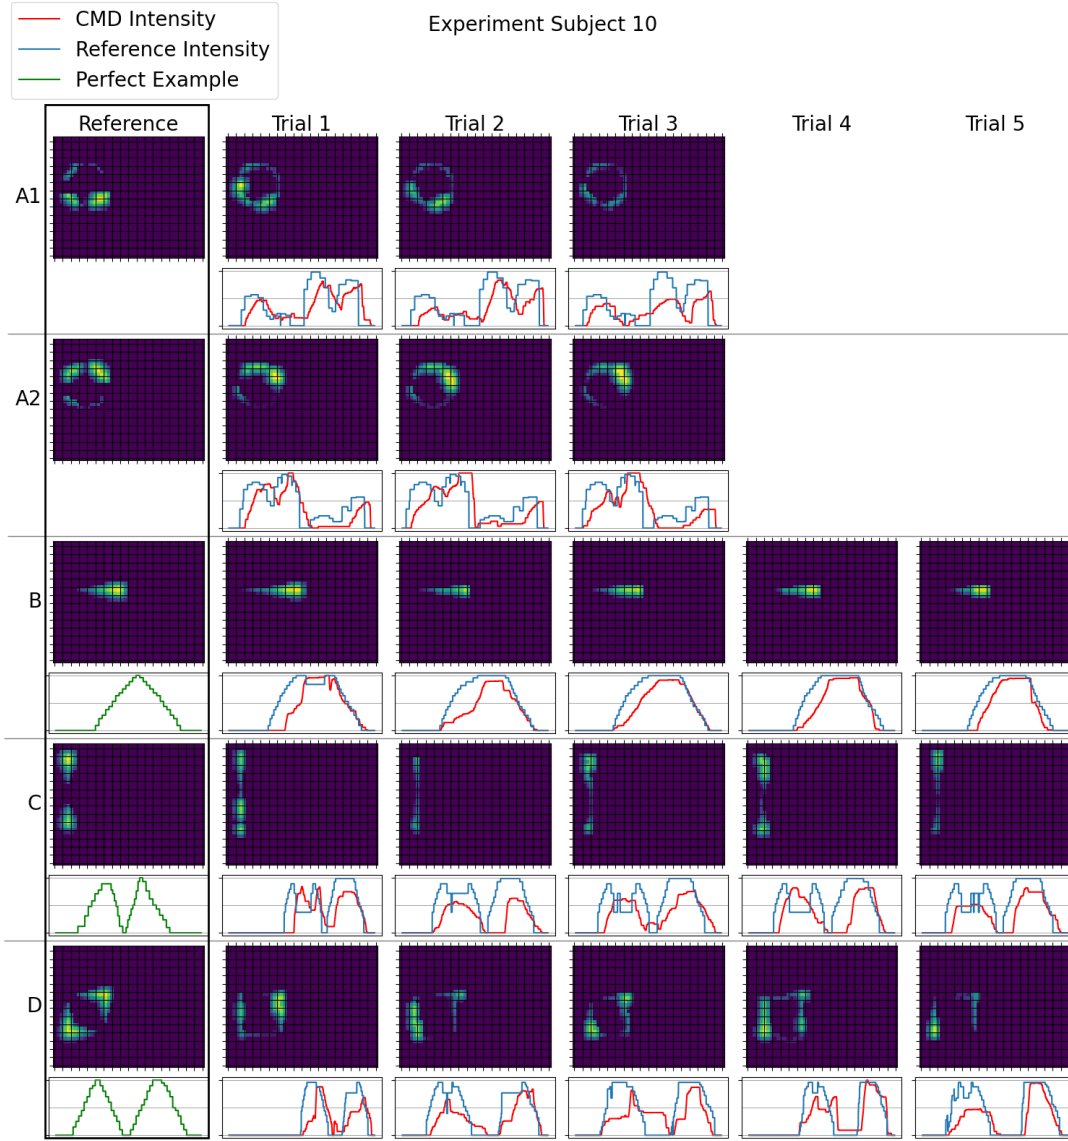 CMD Intensity
Reference Intensity
Perfect Example
Experiment Subject 10
Reference Trial 1 Trial 2 Trial 3 Trial 4 Trial 5
A1
A2
B
C
D